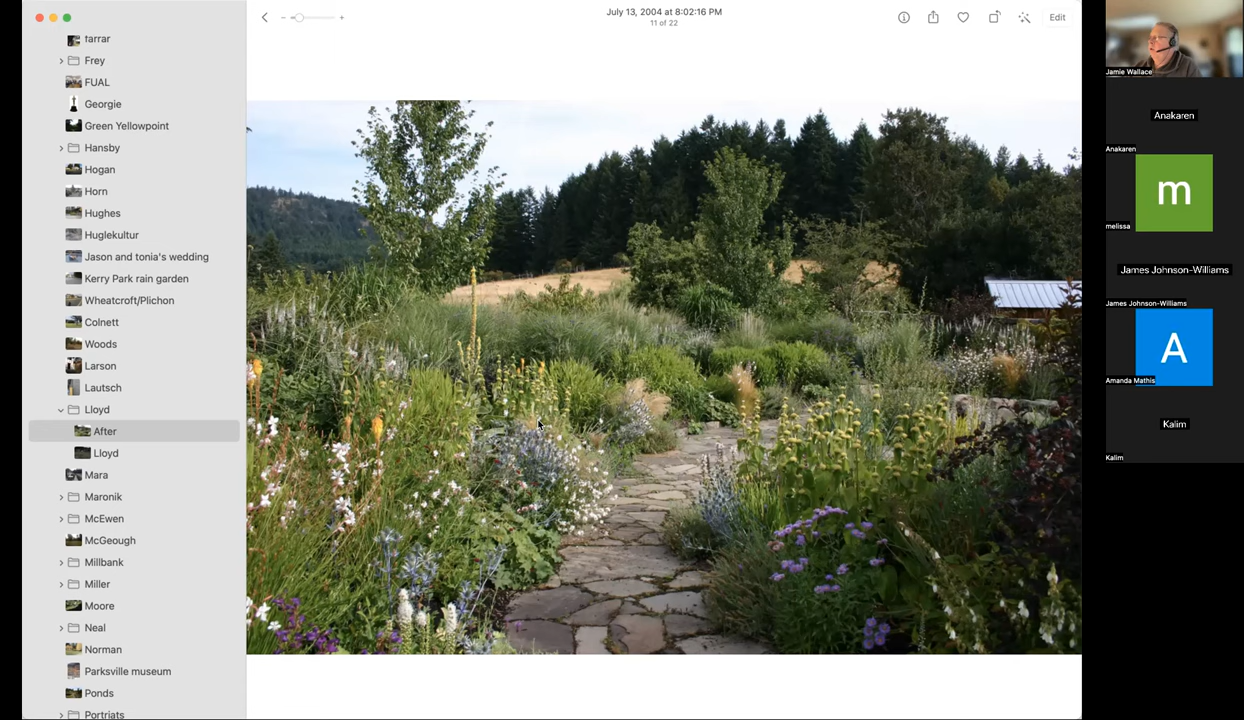 farrar
Frey
FUAL
Georgie
Green Yellowpoint
Hansby
Hogan
Horn
Hughes
Huglekultur
Jason and tonia's wedding
Kerry Park rain garden
Wheatcroft/Plichon
Colnett
Woods
Larson
Lautsch
Lloyd
After
Lloyd
Mara
Maronik
McEwen
McGeough
Millbank
Miller
Moore
Neal
Norman
Parksville museum
Ponds
Portriats
July 13, 2004 at 8:02:16 PM
11 of 22
Edit
Jamie Wallace
Anakaren
Anakaren
m
melissa
James Johnson-Williams
James Johnson-Williams
A
Amanda Mathis
Kalim
Kalim